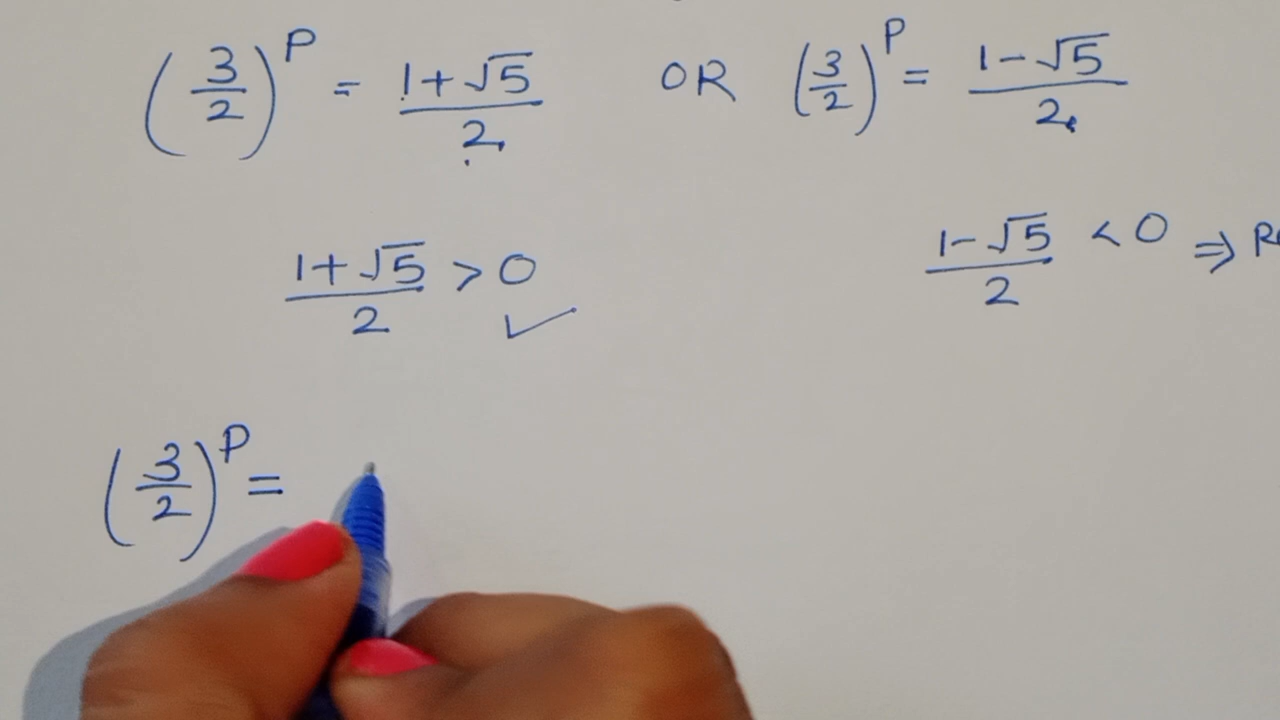 (3/2)^P = (1+√5)/2 OR (3/2)^P = (1-√5)/2
(1+√5)/2 > 0 ✓ (1-√5)/2 < 0 ⇒
(3/2)^P =